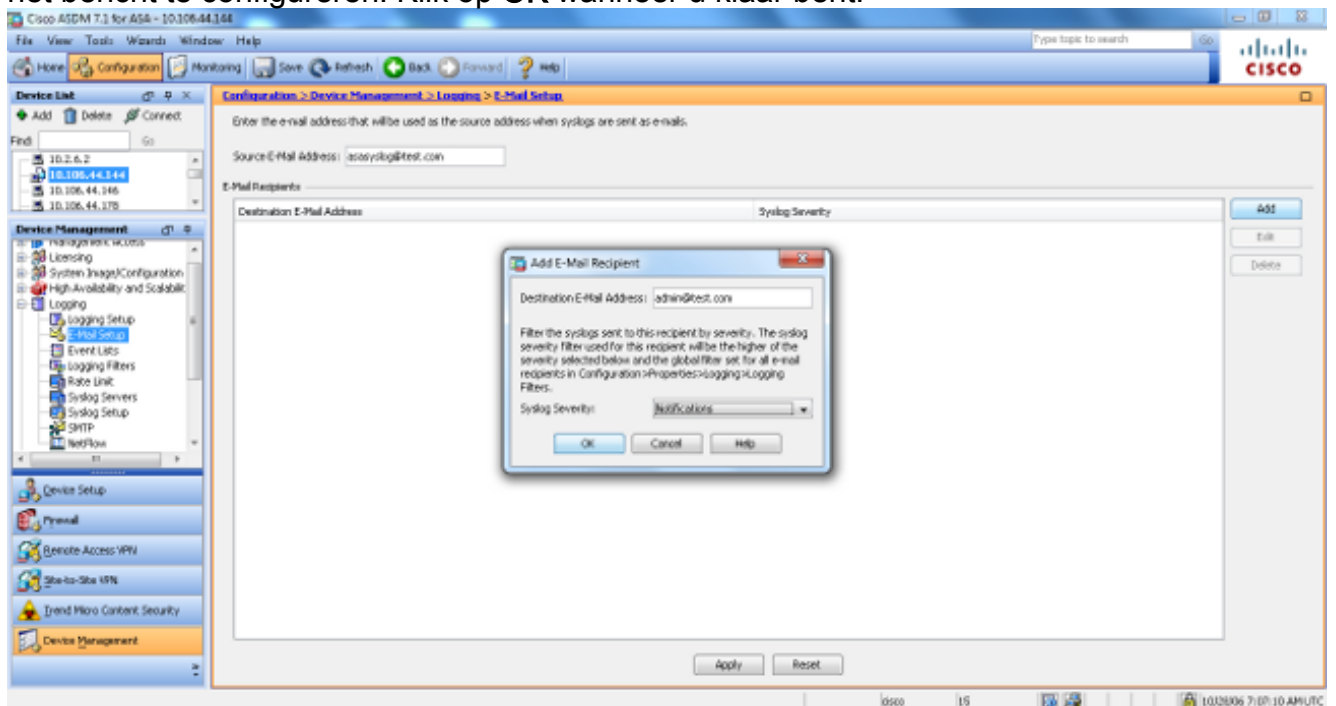 het bericht te configureren. Klik op OK wanneer u klaar bent.
Cisco ASDM 7.1 for ASA - 10.106.44.144
File View Tools Wizards Window Help
Type topic to search
Go
Home Configuration Monitoring Save Refresh Back Forward Help
CISCO
Device List
Add Delete Connect
Find: Go
10.2.6.2
10.106.44.144
10.106.44.146
10.106.44.178
Device Management
Management Access
Licensing
System Image/Configuration
High Availability and Scalabilit
Logging
Logging Setup
E-Mail Setup
Event Lists
Logging Filters
Rate Limit
Syslog Servers
Syslog Setup
SMTP
NetFlow
Device Setup
Firewall
Remote Access VPN
Site-to-Site VPN
Trend Micro Content Security
Device Management
Configuration > Device Management > Logging > E-Mail Setup
Enter the e-mail address that will be used as the source address when syslogs are sent as e-mails.
Source E-Mail Address: asasyslog@test.com
E-Mail Recipients
Destination E-Mail Address Syslog Severity
Add
Edit
Delete
Add E-Mail Recipient
Destination E-Mail Address: admin@test.com
Filter the syslogs sent to this recipient by severity. The syslog
severity filter used for this recipient will be the higher of the
severity selected below and the global filter set for all e-mail
recipients in Configuration>Properties>Logging>Logging
Filters.
Syslog Severity: Notifications
OK Cancel Help
Apply Reset
cisco 15